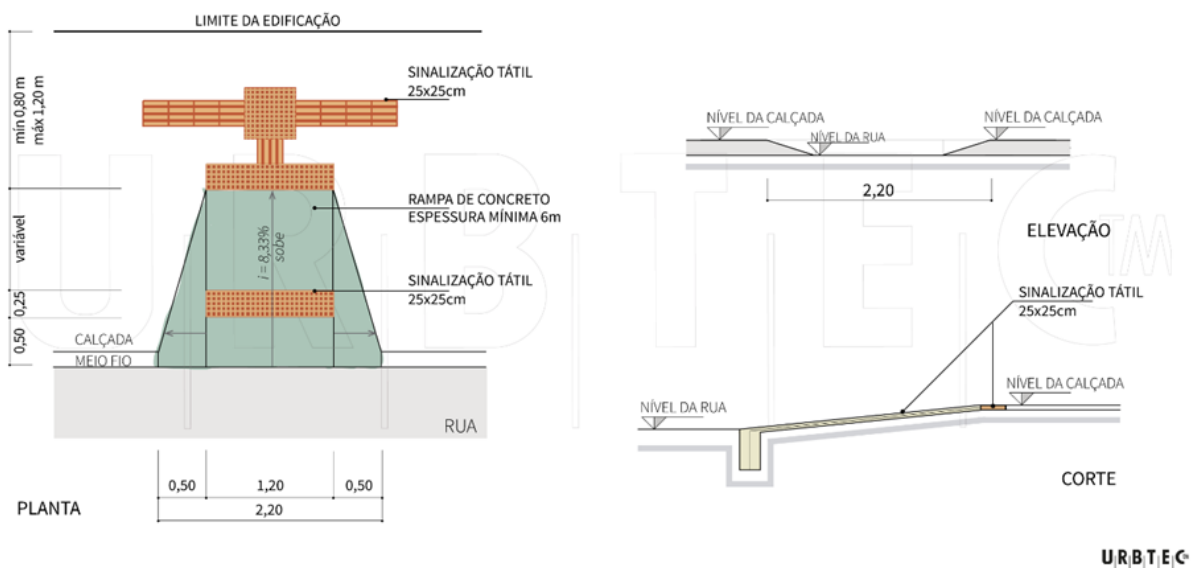 LIMITE DA EDIFICAÇÃO
SINALIZAÇÃO TÁTIL
25x25cm
mín 0,80 m
máx 1,20 m
RAMPA DE CONCRETO
ESPESSURA MÍNIMA 6m
variável
i = 8,33%
sobe
SINALIZAÇÃO TÁTIL
25x25cm
0,25
0,50
CALÇADA
MEIO FIO
RUA
0,50 1,20 0,50
2,20
PLANTA
NÍVEL DA CALÇADA
NÍVEL DA RUA
NÍVEL DA CALÇADA
2,20
ELEVAÇÃO
SINALIZAÇÃO TÁTIL
25x25cm
NÍVEL DA RUA
NÍVEL DA CALÇADA
CORTE
URBTEC™
URBTEC™